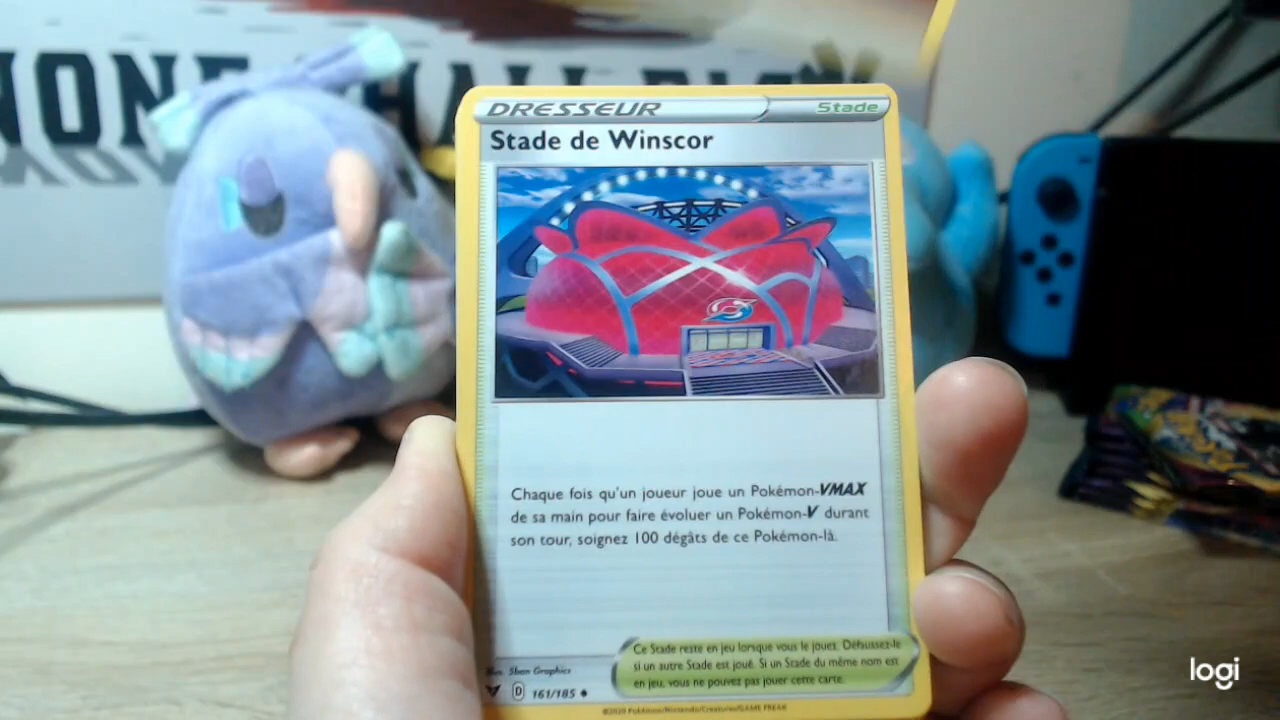 DRESSEUR Stade
Stade de Winscor
Chaque fois qu'un joueur joue un Pokémon-VMAX
de sa main pour faire évoluer un Pokémon-V durant
son tour, soignez 100 dégâts de ce Pokémon-là.
Ce Stade reste en jeu lorsque vous le jouez. Défaussez-le
si un autre Stade est joué. Si un Stade du même nom est
en jeu, vous ne pouvez pas jouer cette carte.
Illus. 5ban Graphics
D 161/185
©2020 Pokémon/Nintendo/Creatures/GAME FREAK
logi